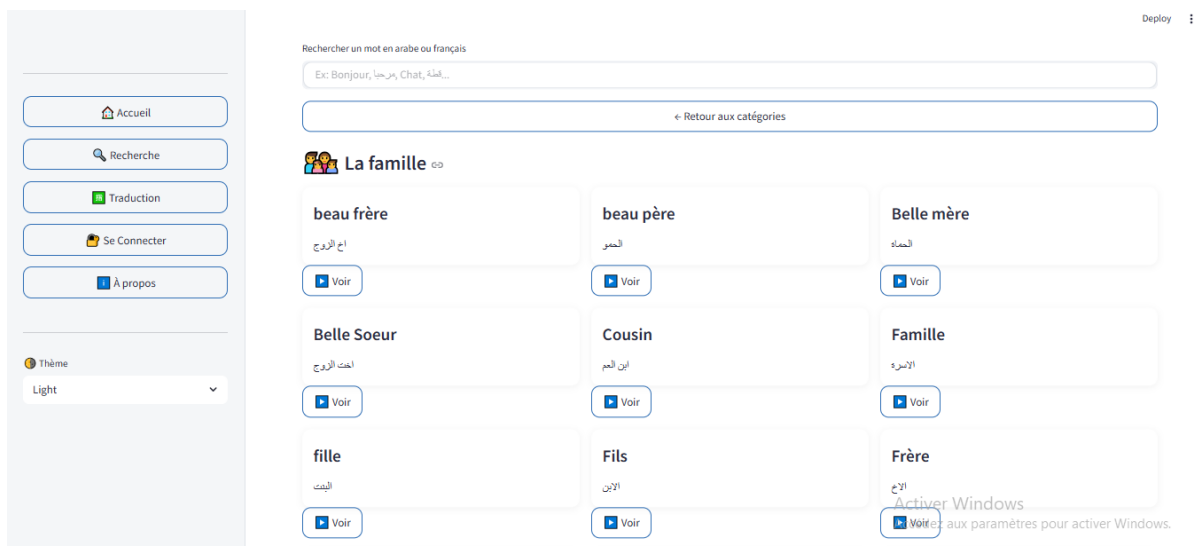 Deploy
Rechercher un mot en arabe ou français
Ex: Bonjour, مرحبا, Chat, قطة...
← Retour aux catégories
Accueil
Recherche
Traduction
Se Connecter
À propos
Thème
Light
La famille
beau frère
اخ الزوج
Voir
beau père
الحمو
Voir
Belle mère
الحماه
Voir
Belle Soeur
اخت الزوج
Voir
Cousin
ابن العم
Voir
Famille
الاسره
Voir
fille
البنت
Voir
Fils
الابن
Voir
Frère
الاخ
Voir
Activer Windows
aux paramètres pour activer Windows.